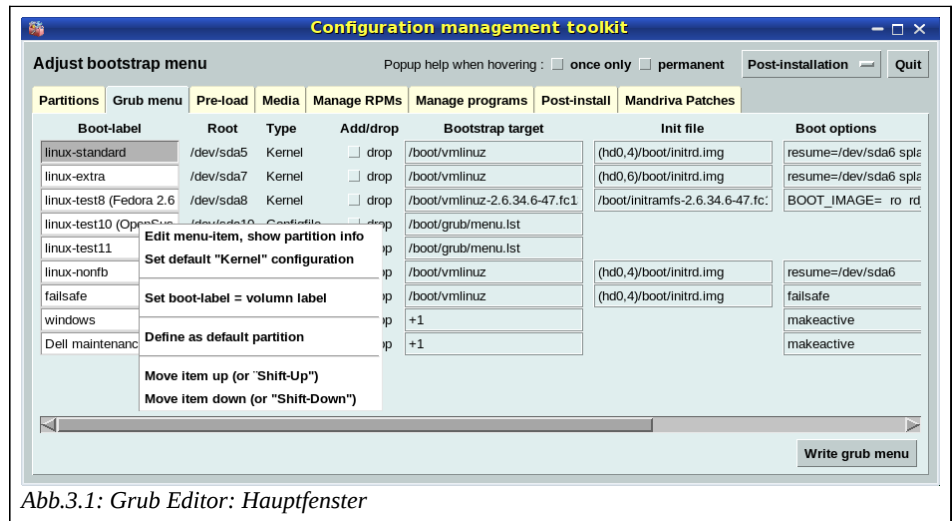 Configuration management toolkit
Adjust bootstrap menu Popup help when hovering : once only permanent Post-installation Quit
Partitions Grub menu Pre-load Media Manage RPMs Manage programs Post-install Mandriva Patches
Boot-label Root Type Add/drop Bootstrap target Init file Boot options
linux-standard /dev/sda5 Kernel drop /boot/vmlinuz (hd0,4)/boot/initrd.img resume=/dev/sda6 spla
linux-extra /dev/sda7 Kernel drop /boot/vmlinuz (hd0,6)/boot/initrd.img resume=/dev/sda6 spla
linux-test8 (Fedora 2.6 /dev/sda8 Kernel drop /boot/vmlinuz-2.6.34.6-47.fc1 /boot/initramfs-2.6.34.6-47.fc: BOOT_IMAGE= ro rd_
linux-test10 (OpenSus /dev/sda10 Configfile drop /boot/grub/menu.lst
Edit menu-item, show partition info
linux-test11 /boot/grub/menu.lst
Set default "Kernel" configuration
linux-nonfb /boot/vmlinuz (hd0,4)/boot/initrd.img resume=/dev/sda6
failsafe /boot/vmlinuz (hd0,4)/boot/initrd.img failsafe
Set boot-label = volumn label
windows +1 makeactive
Define as default partition
Dell maintenanc +1 makeactive
Move item up (or ¨Shift-Up")
Move item down (or "Shift-Down")
Write grub menu
Abb.3.1: Grub Editor: Hauptfenster